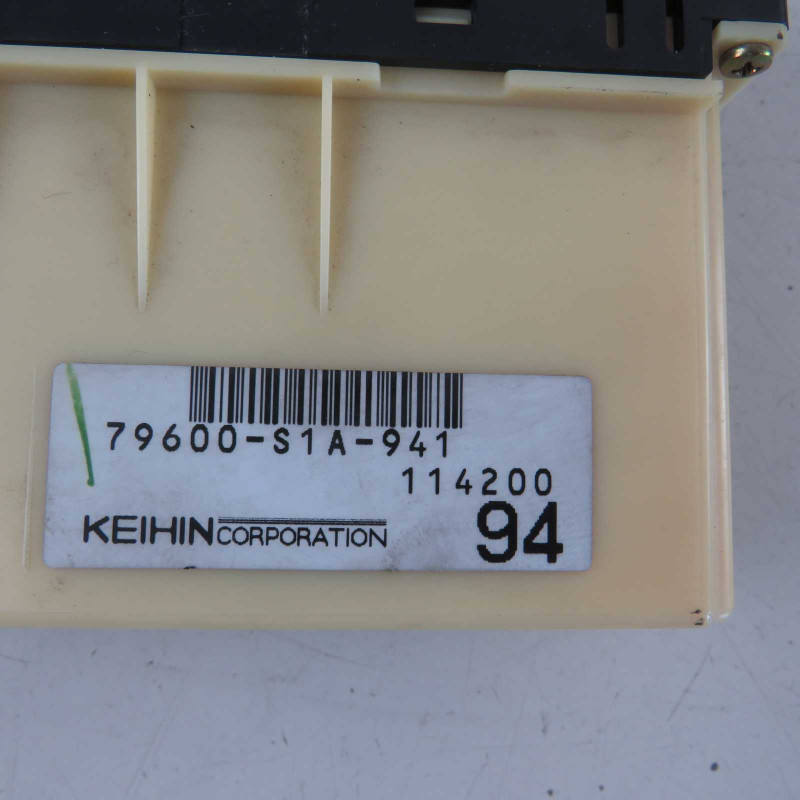 79600-S1A-941
114200
KEIHIN CORPORATION
94